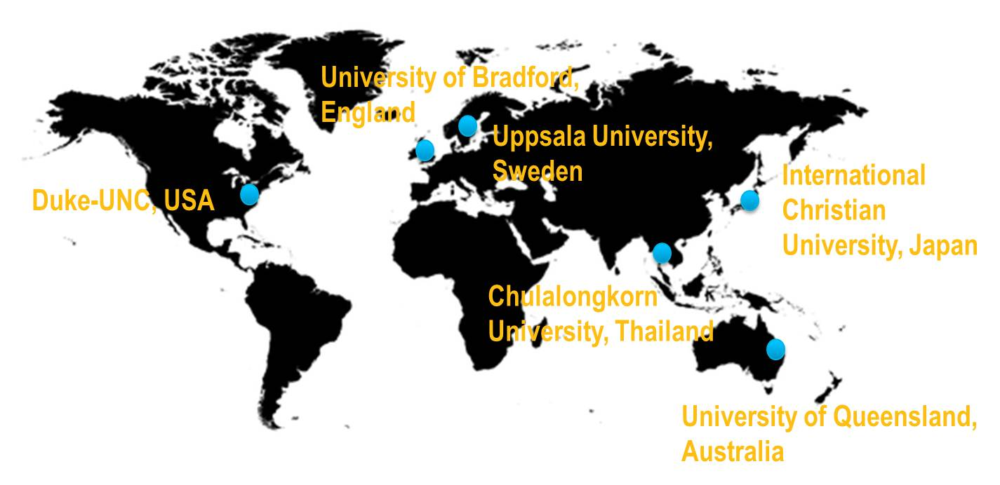 University of Bradford,
England
Uppsala University,
Sweden
International
Christian
University, Japan
Duke-UNC, USA
Chulalongkorn
University, Thailand
University of Queensland,
Australia